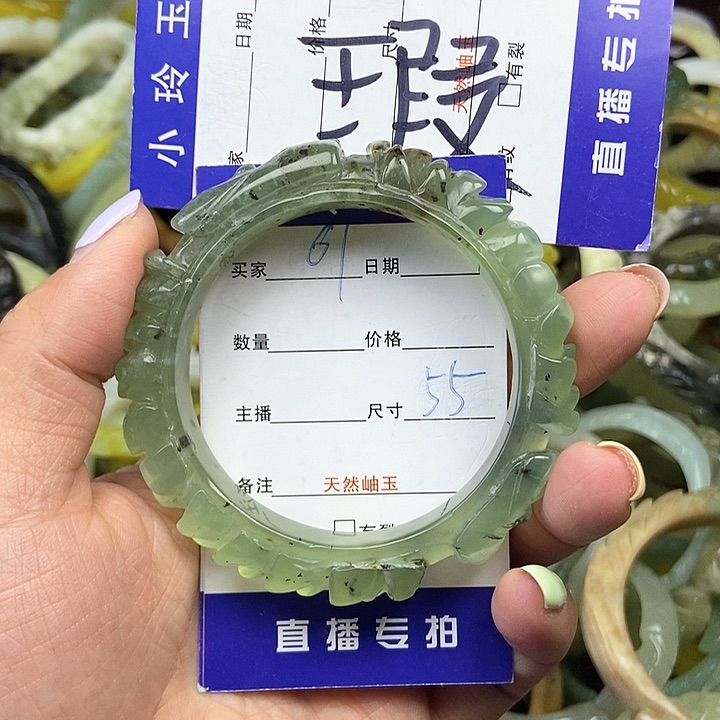 小玲玉
日期
价格
尺寸
天然岫玉
□有裂
直播专拍
买家 61 日期
数量 价格
主播 尺寸 55
备注 天然岫玉
□有裂
直播专拍